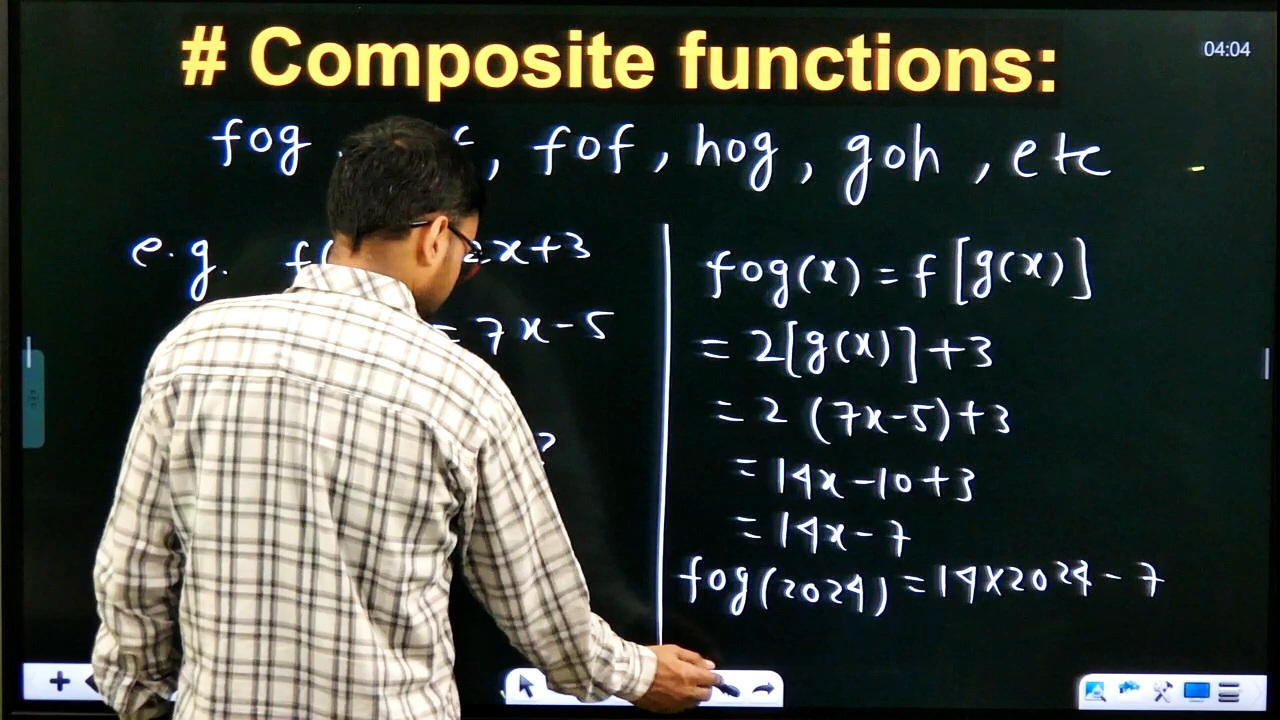 # Composite functions:
04:04
fog , fof , hog , goh , etc
e.g. f( 2x+3
= 7x-5
?
fog(x) = f[g(x)]
= 2[g(x)]+3
= 2 (7x-5)+3
= 14x-10+3
= 14x-7
fog(2024) = 14x2024-7